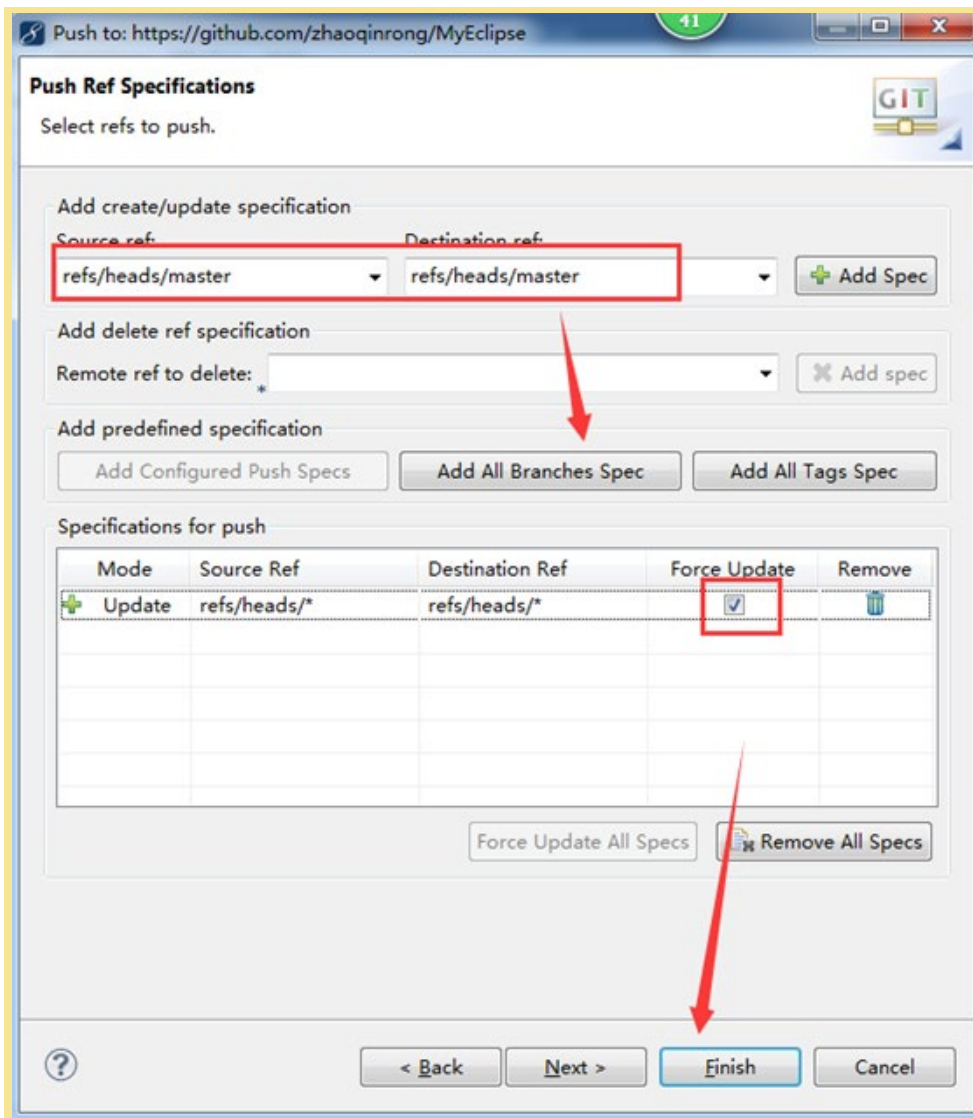 41
Push to: https://github.com/zhaoqinrong/MyEclipse
Push Ref Specifications
Select refs to push.
GIT
Add create/update specification
Source ref: Destination ref:
refs/heads/master refs/heads/master Add Spec
Add delete ref specification
Remote ref to delete: Add spec
Add predefined specification
Add Configured Push Specs Add All Branches Spec Add All Tags Spec
Specifications for push
Mode Source Ref Destination Ref Force Update Remove
Update refs/heads/* refs/heads/*
Force Update All Specs Remove All Specs
? < Back Next > Finish Cancel